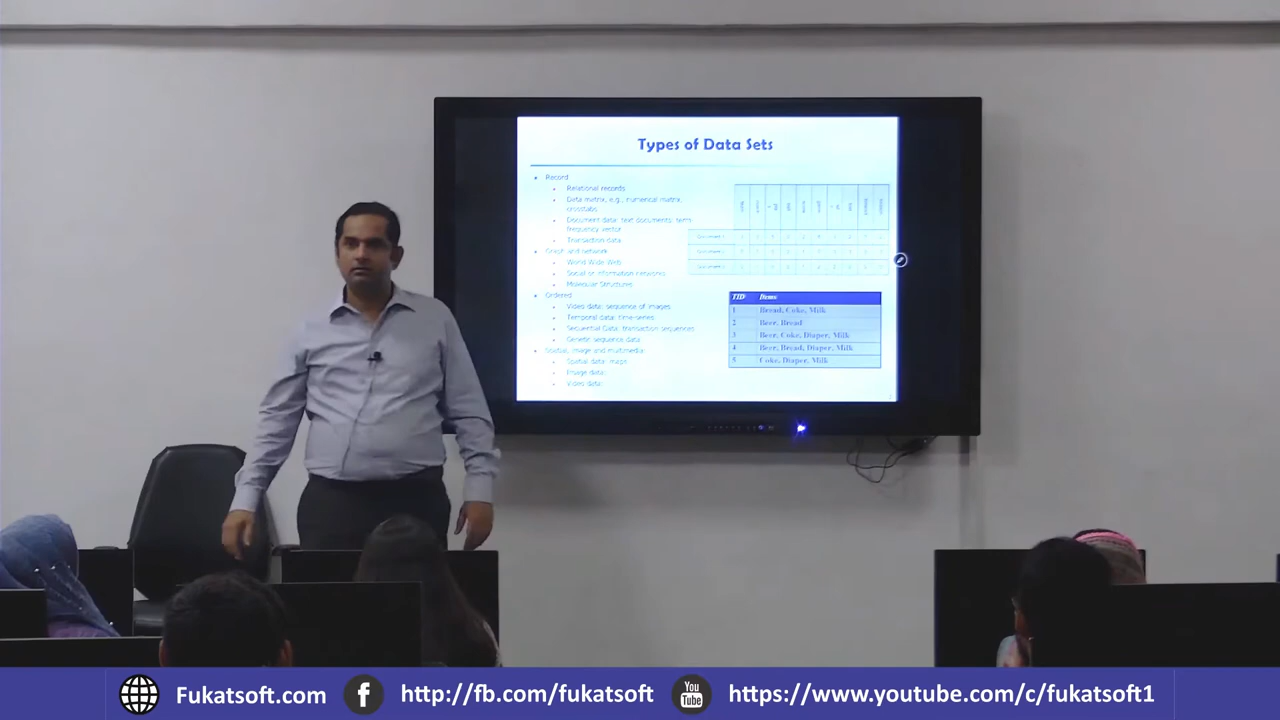 Types of Data Sets
Record
Relational records
Data matrix, e.g., numerical matrix,
crosstabs
Document data: text documents: term-
frequency vector
Transaction data
Graph and network
World Wide Web
Social or information networks
Molecular Structures
Ordered
Video data: sequence of images
Temporal data: time-series
Sequential Data: transaction sequences
Genetic sequence data
Spatial, image and multimedia:
Spatial data: maps
Image data:
Video data:
TID Items
1 Bread, Coke, Milk
2 Beer, Bread
3 Beer, Coke, Diaper, Milk
4 Beer, Bread, Diaper, Milk
5 Coke, Diaper, Milk
Fukatsoft.com
f
http://fb.com/fukatsoft
You
Tube
https://www.youtube.com/c/fukatsoft1